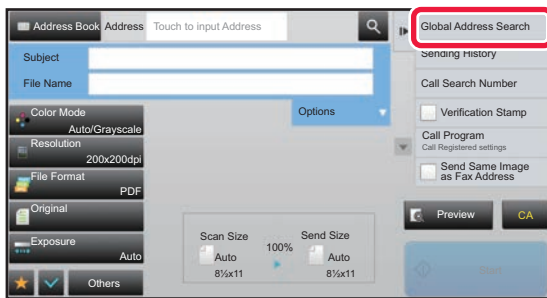 Address Book Address Touch to input Address
Subject
File Name
Options
Color Mode
Auto/Grayscale
Resolution
200x200dpi
File Format
PDF
Original
Exposure
Auto
Others
Scan Size
Auto
8½x11
100%
Send Size
Auto
8½x11
Global Address Search
Sending History
Call Search Number
Verification Stamp
Call Program
Call Registered settings
Send Same Image
as Fax Address
Preview
CA
Start